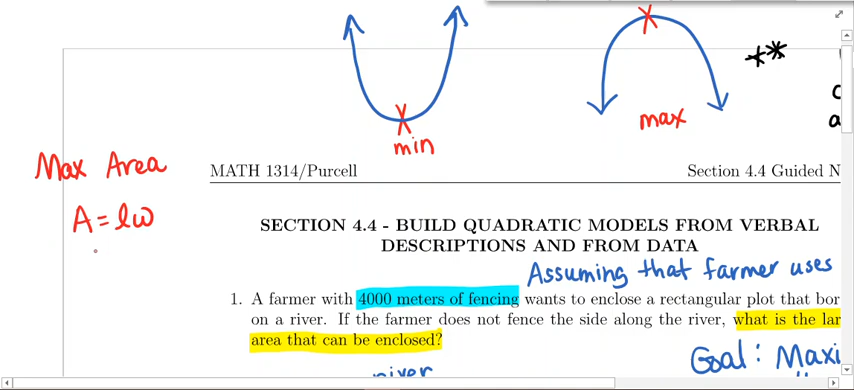 **
min
max
Max Area
MATH 1314/Purcell Section 4.4 Guided N
A = lw
SECTION 4.4 - BUILD QUADRATIC MODELS FROM VERBAL
DESCRIPTIONS AND FROM DATA
Assuming that farmer uses
1. A farmer with 4000 meters of fencing wants to enclose a rectangular plot that bor
on a river. If the farmer does not fence the side along the river, what is the lar
area that can be enclosed?
Goal: Maxi
river